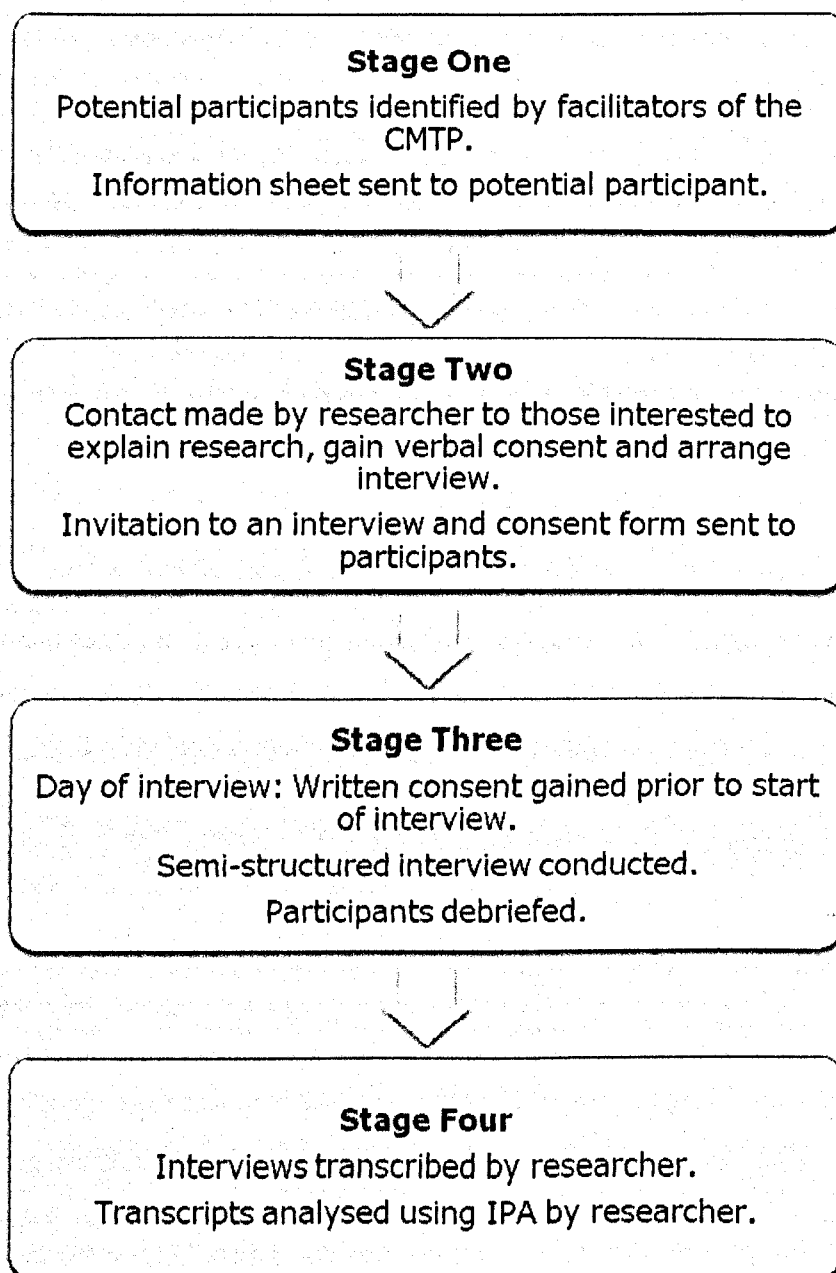 Stage One
Potential participants identified by facilitators of the
CMTP.
Information sheet sent to potential participant.
Stage Two
Contact made by researcher to those interested to
explain research, gain verbal consent and arrange
interview.
Invitation to an interview and consent form sent to
participants.
Stage Three
Day of interview: Written consent gained prior to start
of interview.
Semi-structured interview conducted.
Participants debriefed.
Stage Four
Interviews transcribed by researcher.
Transcripts analysed using IPA by researcher.